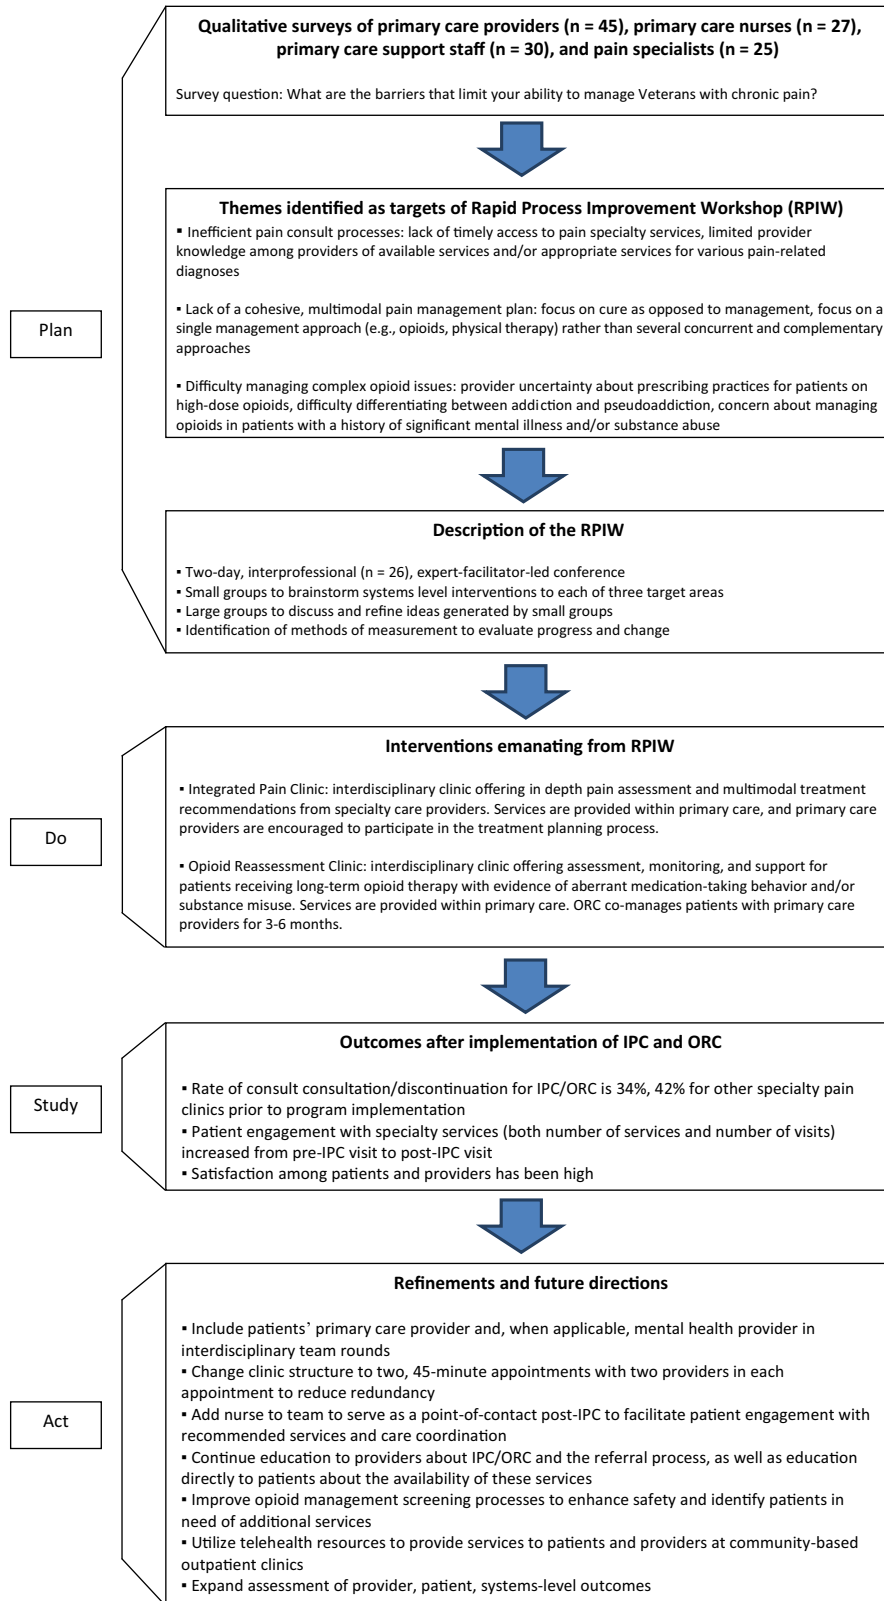 Qualitative surveys of primary care providers (n = 45), primary care nurses (n = 27),
primary care support staff (n = 30), and pain specialists (n = 25)
Survey question: What are the barriers that limit your ability to manage Veterans with chronic pain?
Plan
Themes identified as targets of Rapid Process Improvement Workshop (RPIW)
▪ Inefficient pain consult processes: lack of timely access to pain specialty services, limited provider
knowledge among providers of available services and/or appropriate services for various pain-related
diagnoses
▪ Lack of a cohesive, multimodal pain management plan: focus on cure as opposed to management, focus on a
single management approach (e.g., opioids, physical therapy) rather than several concurrent and complementary
approaches
▪ Difficulty managing complex opioid issues: provider uncertainty about prescribing practices for patients on
high-dose opioids, difficulty differentiating between addiction and pseudoaddiction, concern about managing
opioids in patients with a history of significant mental illness and/or substance abuse
Description of the RPIW
▪ Two-day, interprofessional (n = 26), expert-facilitator-led conference
▪ Small groups to brainstorm systems level interventions to each of three target areas
▪ Large groups to discuss and refine ideas generated by small groups
▪ Identification of methods of measurement to evaluate progress and change
Do
Interventions emanating from RPIW
▪ Integrated Pain Clinic: interdisciplinary clinic offering in depth pain assessment and multimodal treatment
recommendations from specialty care providers. Services are provided within primary care, and primary care
providers are encouraged to participate in the treatment planning process.
▪ Opioid Reassessment Clinic: interdisciplinary clinic offering assessment, monitoring, and support for
patients receiving long-term opioid therapy with evidence of aberrant medication-taking behavior and/or
substance misuse. Services are provided within primary care. ORC co-manages patients with primary care
providers for 3-6 months.
Study
Outcomes after implementation of IPC and ORC
▪ Rate of consult consultation/discontinuation for IPC/ORC is 34%, 42% for other specialty pain
clinics prior to program implementation
▪ Patient engagement with specialty services (both number of services and number of visits)
increased from pre-IPC visit to post-IPC visit
▪ Satisfaction among patients and providers has been high
Act
Refinements and future directions
▪ Include patients’ primary care provider and, when applicable, mental health provider in
interdisciplinary team rounds
▪ Change clinic structure to two, 45-minute appointments with two providers in each
appointment to reduce redundancy
▪ Add nurse to team to serve as a point-of-contact post-IPC to facilitate patient engagement with
recommended services and care coordination
▪ Continue education to providers about IPC/ORC and the referral process, as well as education
directly to patients about the availability of these services
▪ Improve opioid management screening processes to enhance safety and identify patients in
need of additional services
▪ Utilize telehealth resources to provide services to patients and providers at community-based
outpatient clinics
▪ Expand assessment of provider, patient, systems-level outcomes